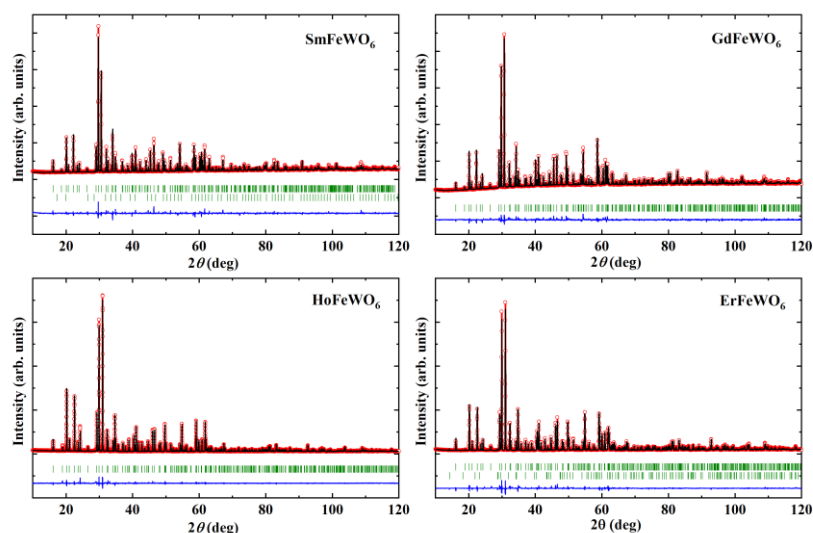 SmFeWO₆
Intensity (arb. units)
20 40 60 80 100 120
2θ (deg)
GdFeWO₆
Intensity (arb. units)
20 40 60 80 100 120
2θ (deg)
HoFeWO₆
Intensity (arb. units)
20 40 60 80 100 120
2θ (deg)
ErFeWO₆
Intensity (arb. units)
20 40 60 80 100 120
2θ (deg)